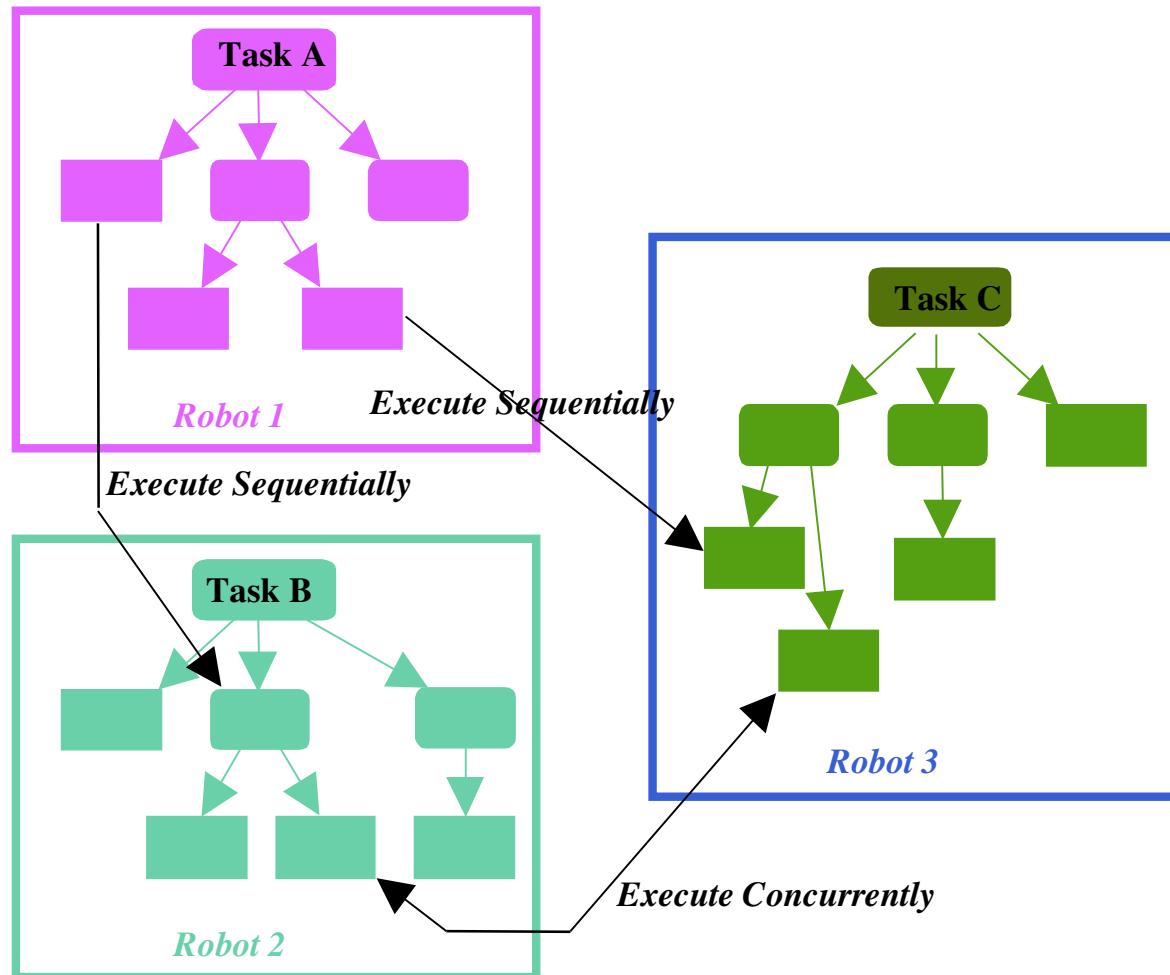 Task A
Robot 1
Execute Sequentially
Task C
Execute Sequentially
Task B
Robot 3
Execute Concurrently
Robot 2